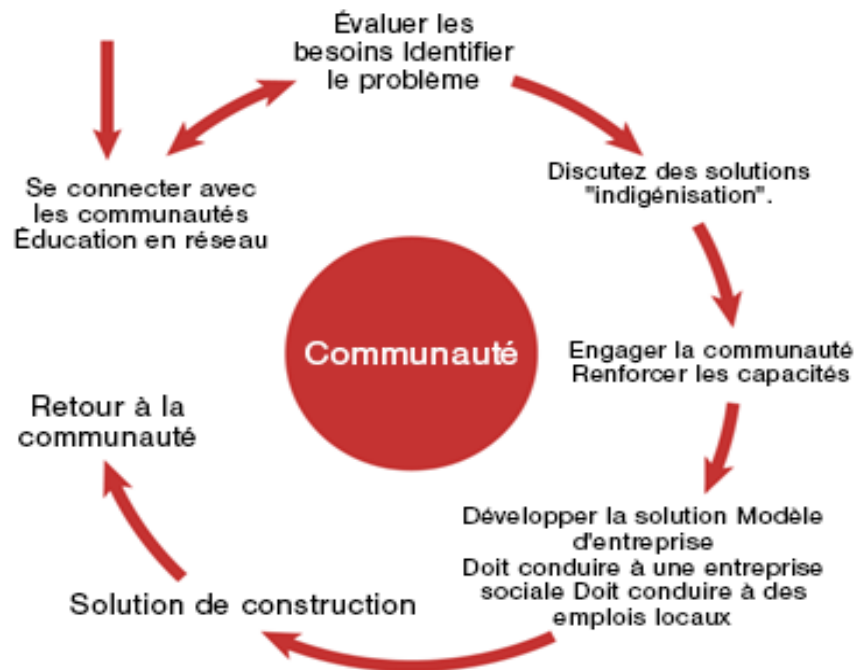 Évaluer les
besoins Identifier
le problème
Discutez des solutions
"indigénisation".
Engager la communauté
Renforcer les capacités
Développer la solution Modèle
d'entreprise
Doit conduire à une entreprise
sociale Doit conduire à des
emplois locaux
Solution de construction
Retour à la
communauté
Se connecter avec
les communautés
Éducation en réseau
Communauté